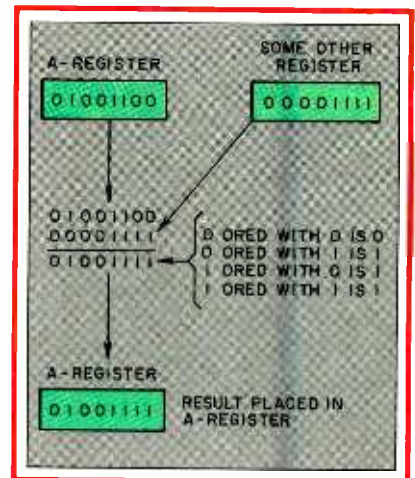 A-REGISTER
01001100
SOME OTHER
REGISTER
00001111
01001100
00001111
01001111
0 ORED WITH 0 IS 0
0 ORED WITH 1 IS 1
1 ORED WITH 0 IS 1
1 ORED WITH 1 IS 1
A-REGISTER
01001111
RESULT PLACED IN
A-REGISTER